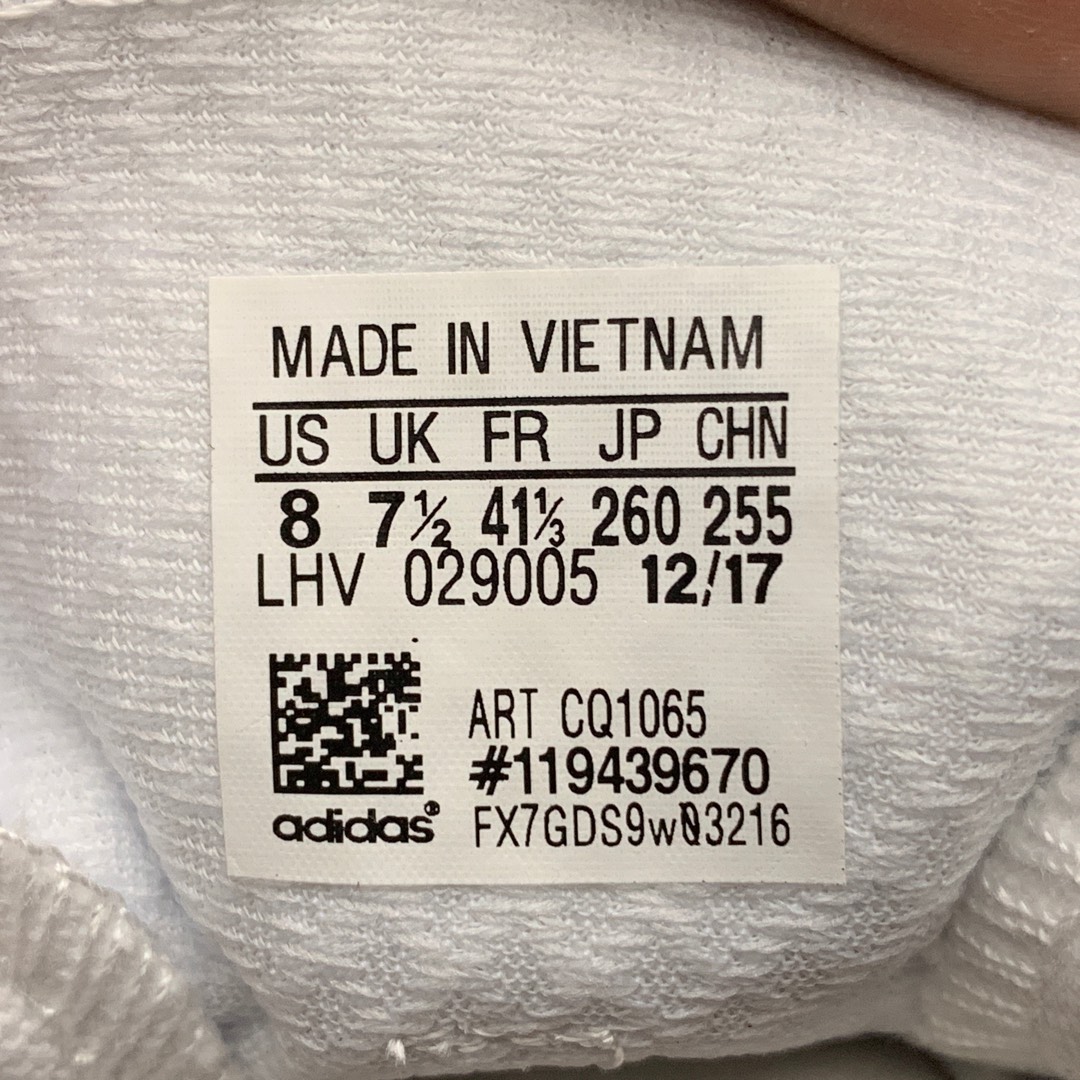 MADE IN VIETNAM
US UK FR JP CHN
8 7½ 41⅓ 260 255
LHV 029005 12/17
ART CQ1065
#119439670
adidas®